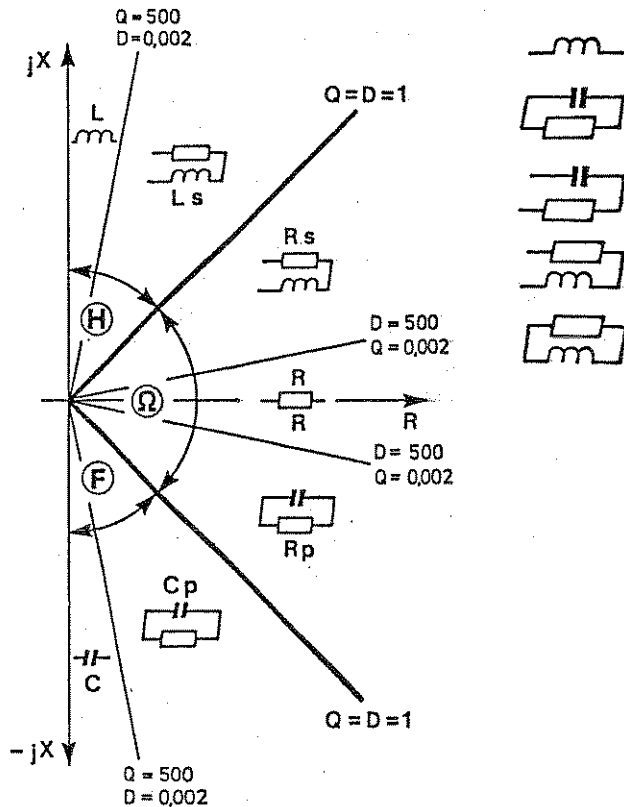 Q = 500
D = 0,002
jX
Q = D = 1
L
Ls
Rs
H
D = 500
Q = 0,002
Ω
R
R
R
D = 500
Q = 0,002
F
Rp
Cp
C
Q = D = 1
- jX
Q = 500
D = 0,002